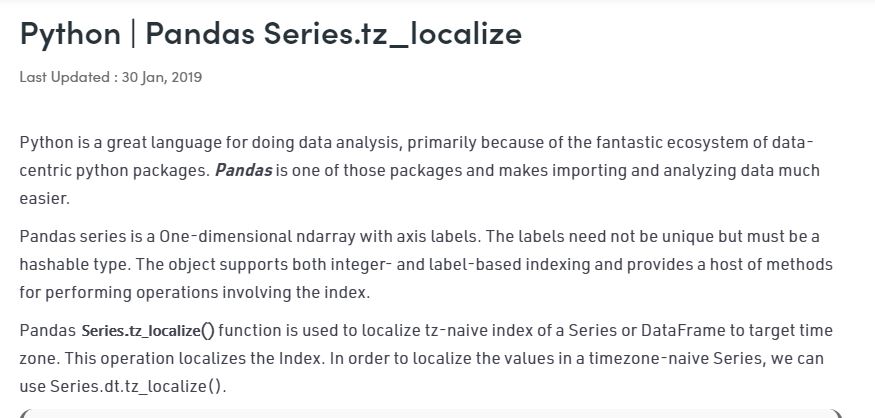 Python | Pandas Series.tz_localize
Last Updated : 30 Jan, 2019
Python is a great language for doing data analysis, primarily because of the fantastic ecosystem of data-
centric python packages. Pandas is one of those packages and makes importing and analyzing data much
easier.
Pandas series is a One-dimensional ndarray with axis labels. The labels need not be unique but must be a
hashable type. The object supports both integer- and label-based indexing and provides a host of methods
for performing operations involving the index.
Pandas Series.tz_localize() function is used to localize tz-naive index of a Series or DataFrame to target time
zone. This operation localizes the Index. In order to localize the values in a timezone-naive Series, we can
use Series.dt.tz_localize().